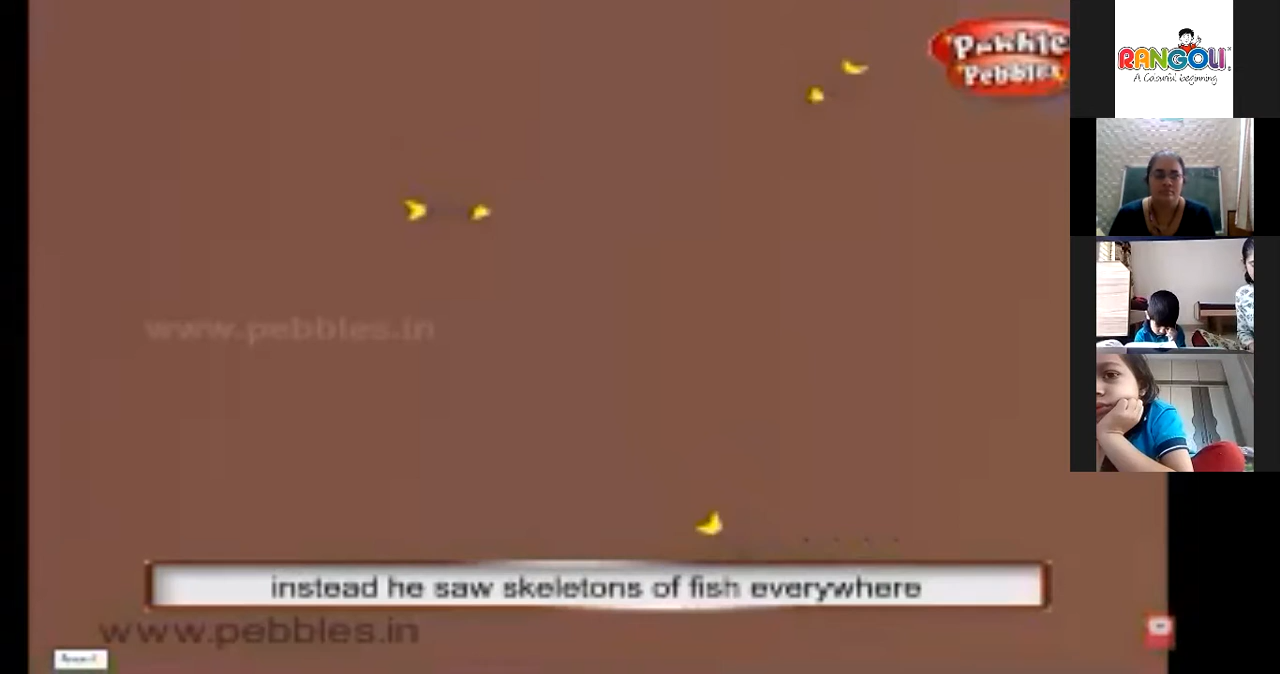 Pebbles
RANGOLI
A Colourful beginning
www.pebbles.in
instead he saw skeletons of fish everywhere
www.pebbles.in